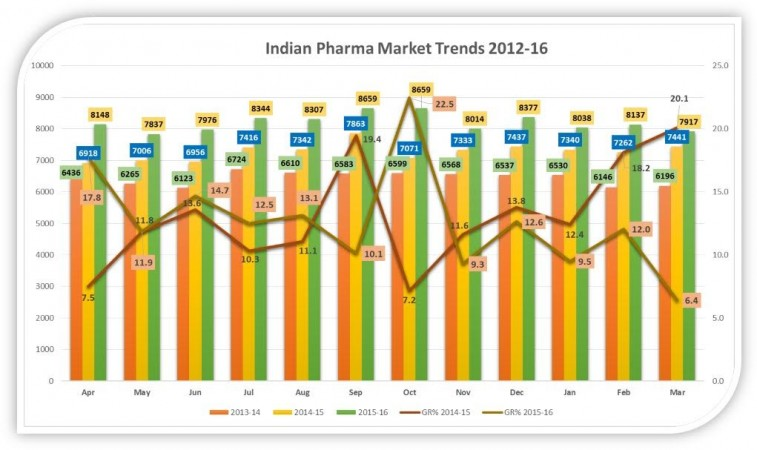 Indian Pharma Market Trends 2012-16
10000 25.0
9000 20.0
8000 15.0
7000 10.0
6000 5.0
5000 0.0
4000
3000
2000
1000
0
8148 7837 7976 8344 8307 8659 8659 8014 8377 8038 8137 7917
6918 7006 6956 7416 7342 7863 7071 7333 7437 7340 7262 7441
6436 6265 6123 6724 6610 6583 6599 6568 6537 6530 6146 6196
17.8 11.8 14.7 12.5 13.1 10.1 22.5 9.3 12.6 9.5 12.0 6.4
7.5 11.9 13.6 10.3 11.1 19.4 7.2 11.6 13.8 12.4 18.2 20.1
Apr May Jun Jul Aug Sep Oct Nov Dec Jan Feb Mar
2013-14 2014-15 2015-16 GR% 2014-15 GR% 2015-16